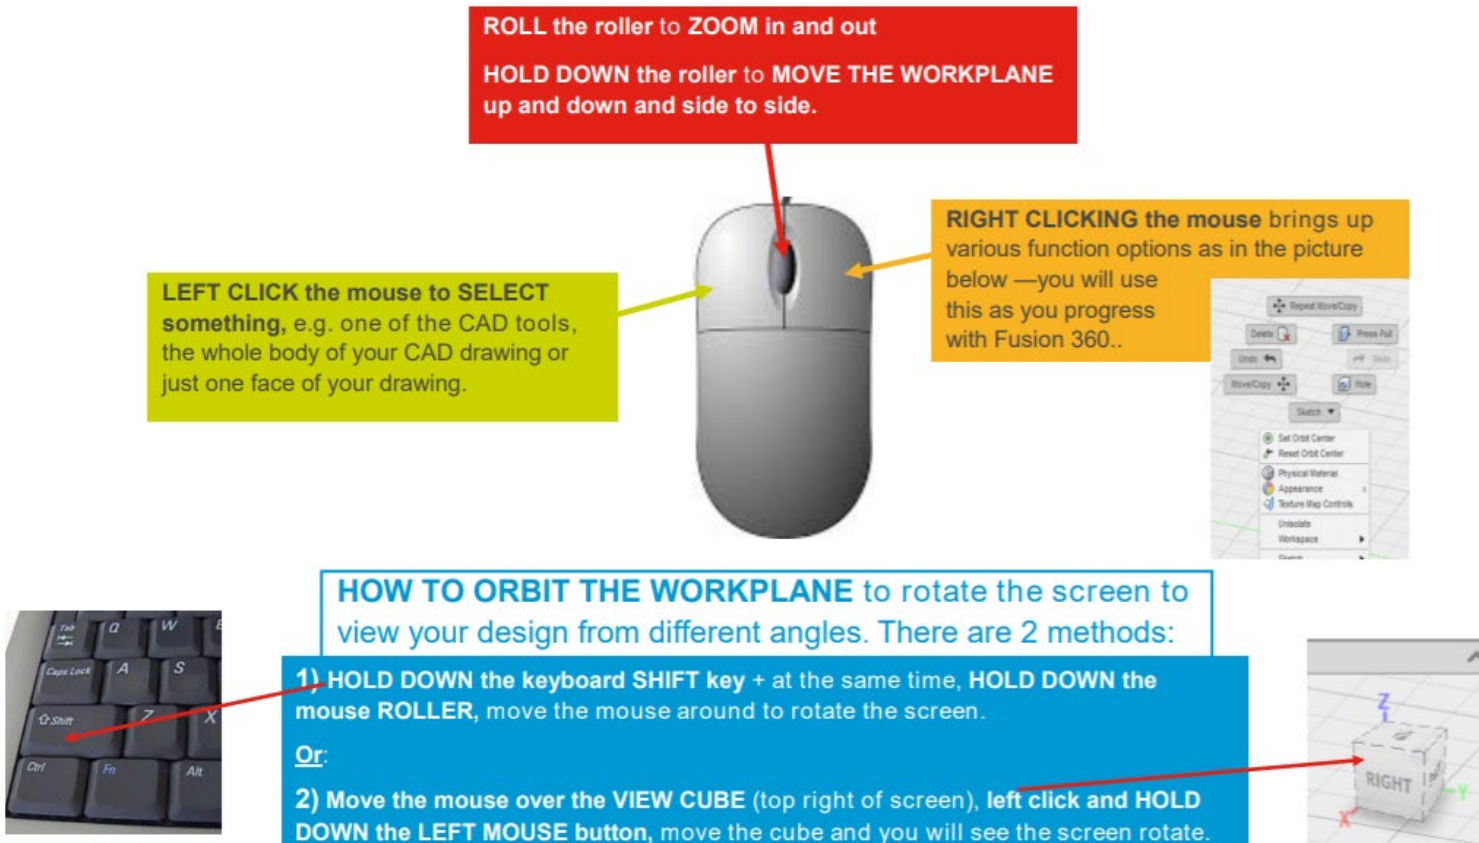 ROLL the roller to ZOOM in and out
HOLD DOWN the roller to MOVE THE WORKPLANE
up and down and side to side.
RIGHT CLICKING the mouse brings up
various function options as in the picture
below —you will use
this as you progress
with Fusion 360..
LEFT CLICK the mouse to SELECT
something, e.g. one of the CAD tools,
the whole body of your CAD drawing or
just one face of your drawing.
Repeat Move/Copy
Delete
Press Pull
Undo
Redo
Move/Copy
Hole
Sketch
Set Orbit Center
Reset Orbit Center
Physical Material
Appearance
Texture Map Controls
Unisolate
Workspace
Sketch
HOW TO ORBIT THE WORKPLANE to rotate the screen to
view your design from different angles. There are 2 methods:
Tab
Q
W
E
Caps Lock
A
S
Shift
Z
X
Ctrl
Fn
Alt
1) HOLD DOWN the keyboard SHIFT key + at the same time, HOLD DOWN the
mouse ROLLER, move the mouse around to rotate the screen.
Or:
2) Move the mouse over the VIEW CUBE (top right of screen), left click and HOLD
DOWN the LEFT MOUSE button, move the cube and you will see the screen rotate.
Z
RIGHT
Y
X